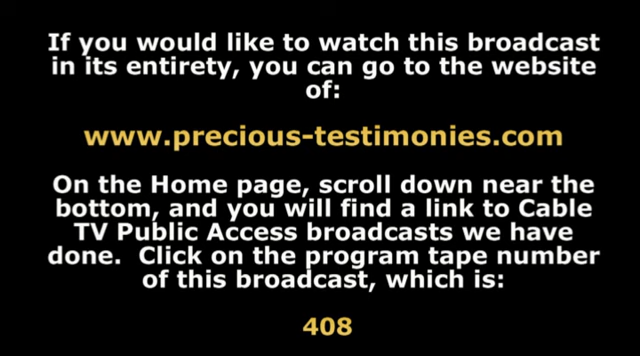 If you would like to watch this broadcast
in its entirety, you can go to the website
of:
www.precious-testimonies.com
On the Home page, scroll down near the
bottom, and you will find a link to Cable
TV Public Access broadcasts we have
done.  Click on the program tape number
of this broadcast, which is:
408